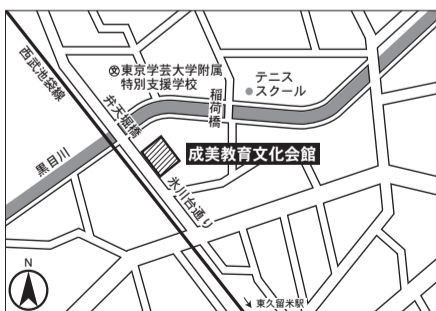 西武池袋線
東京学芸大学附属
特別支援学校
弁天堀橋
稲荷橋
テニス
スクール
成美教育文化会館
黒目川
氷川台通り
東久留米駅
N